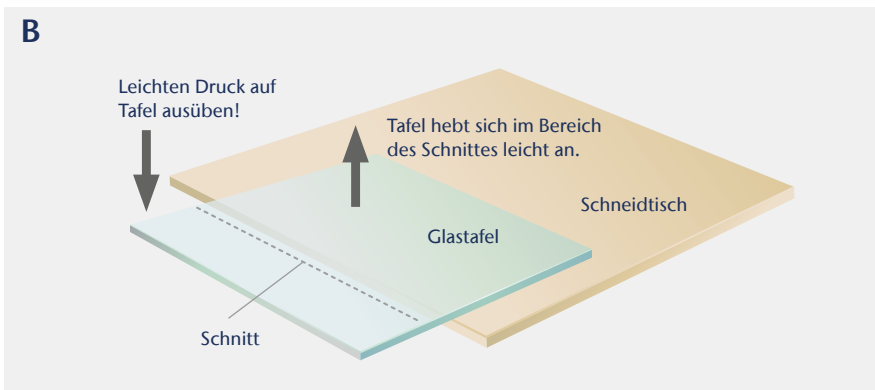 B
Leichten Druck auf
Tafel ausüben!
Tafel hebt sich im Bereich
des Schnittes leicht an.
Schneidtisch
Glastafel
Schnitt